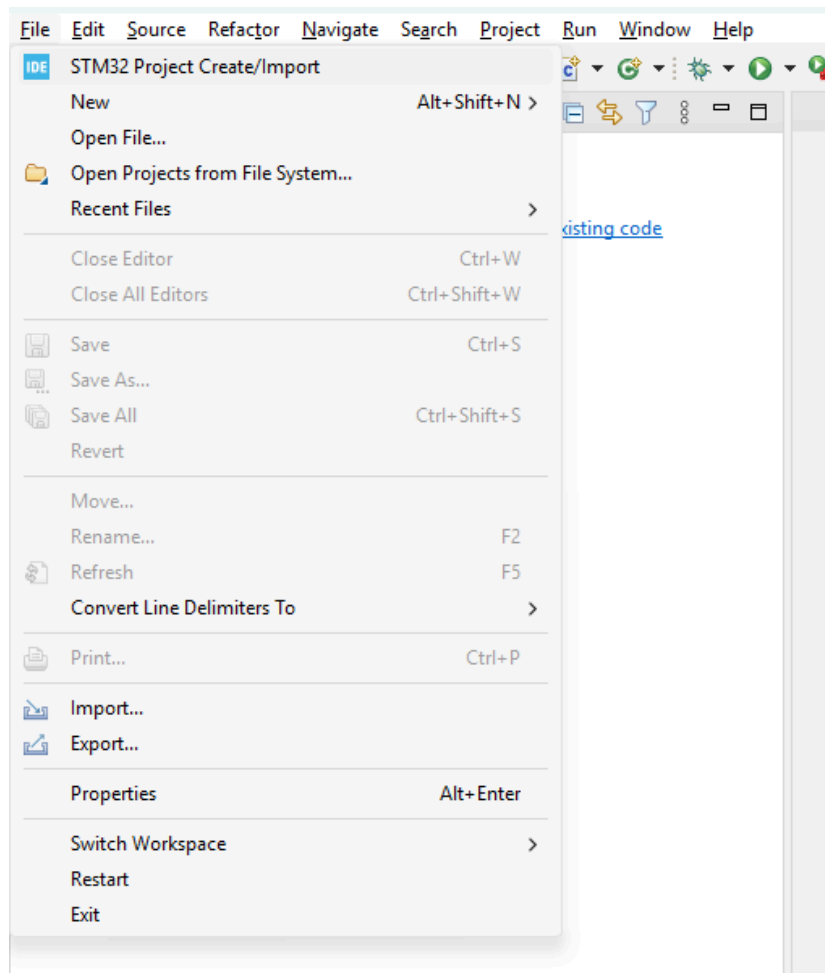 File Edit Source Refactor Navigate Search Project Run Window Help
IDE STM32 Project Create/Import
New Alt+Shift+N >
Open File...
Open Projects from File System...
Recent Files >
xisting code
Close Editor Ctrl+W
Close All Editors Ctrl+Shift+W
Save Ctrl+S
Save As...
Save All Ctrl+Shift+S
Revert
Move...
Rename... F2
Refresh F5
Convert Line Delimiters To >
Print... Ctrl+P
Import...
Export...
Properties Alt+Enter
Switch Workspace >
Restart
Exit